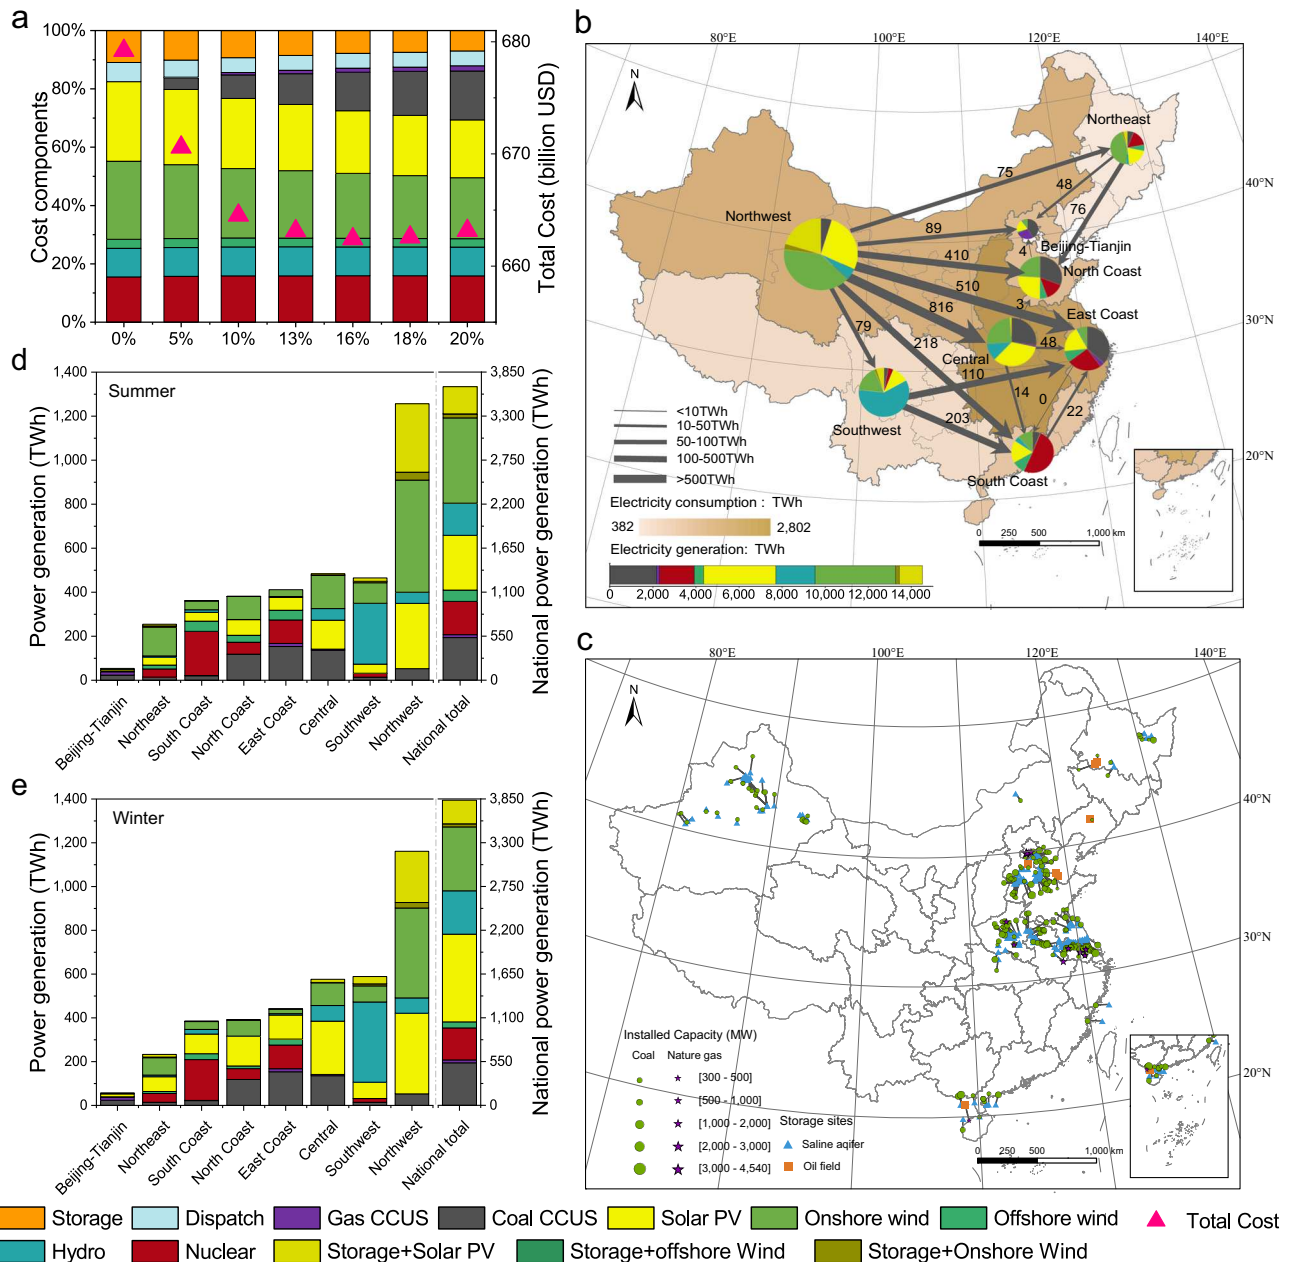 a
100%
80%
60%
40%
20%
0%
Cost components
680
670
660
Total Cost (billion USD)
0% 5% 10% 13% 16% 18% 20%
b
80°E 100°E 120°E 140°E
40°N
30°N
20°N
N
Northeast
Northwest
Beijing-Tianjin
North Coast
East Coast
Central
Southwest
South Coast
75
48
76
89
4
410
510
3
816
79
218
48
110
14
0
22
203
<10TWh
10-50TWh
50-100TWh
100-500TWh
>500TWh
Electricity consumption : TWh
382 2,802
Electricity generation: TWh
0 2,000 4,000 6,000 8,000 10,000 12,000 14,000
0 250 500 1,000 km
c
80°E 100°E 120°E 140°E
40°N
30°N
20°N
N
Installed Capacity (MW)
Coal Nature gas
[300 - 500]
[500 - 1,000]
[1,000 - 2,000]
[2,000 - 3,000]
[3,000 - 4,540]
Storage sites
Saline aqifer
Oil field
0 250 500 1,000 km
d
Summer
1,400
1,200
1,000
800
600
400
200
0
Power generation (TWh)
3,850
3,300
2,750
2,200
1,650
1,100
550
0
National power generation (TWh)
Beijing-Tianjin
Northeast
South Coast
North Coast
East Coast
Central
Southwest
Northwest
National total
e
Winter
1,400
1,200
1,000
800
600
400
200
0
Power generation (TWh)
3,850
3,300
2,750
2,200
1,650
1,100
550
0
National power generation (TWh)
Beijing-Tianjin
Northeast
South Coast
North Coast
East Coast
Central
Southwest
Northwest
National total
Storage Dispatch Gas CCUS Coal CCUS Solar PV Onshore wind Offshore wind Total Cost
Hydro Nuclear Storage+Solar PV Storage+offshore Wind Storage+Onshore Wind